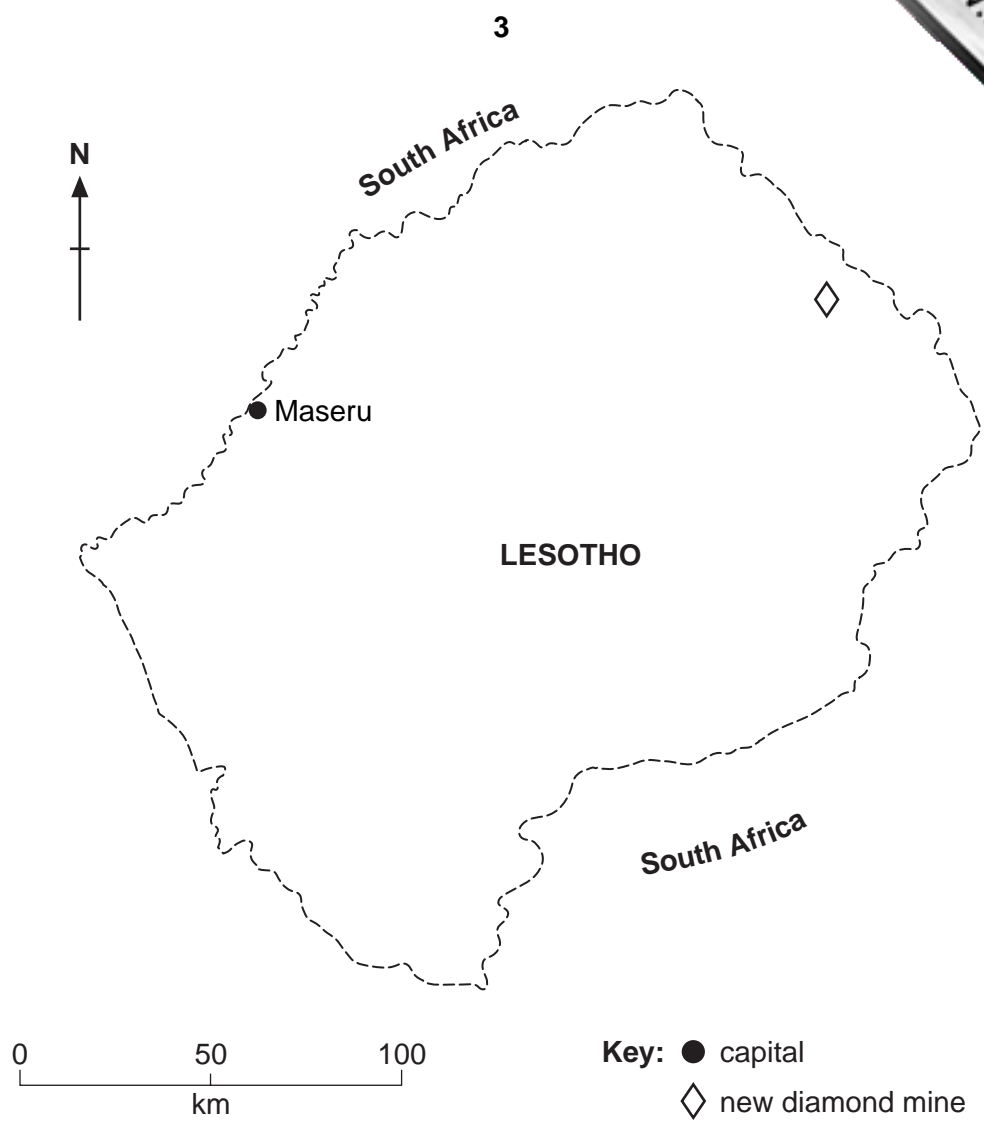 3
South Africa
N
Maseru
LESOTHO
South Africa
0 50 100
km
Key: capital
new diamond mine